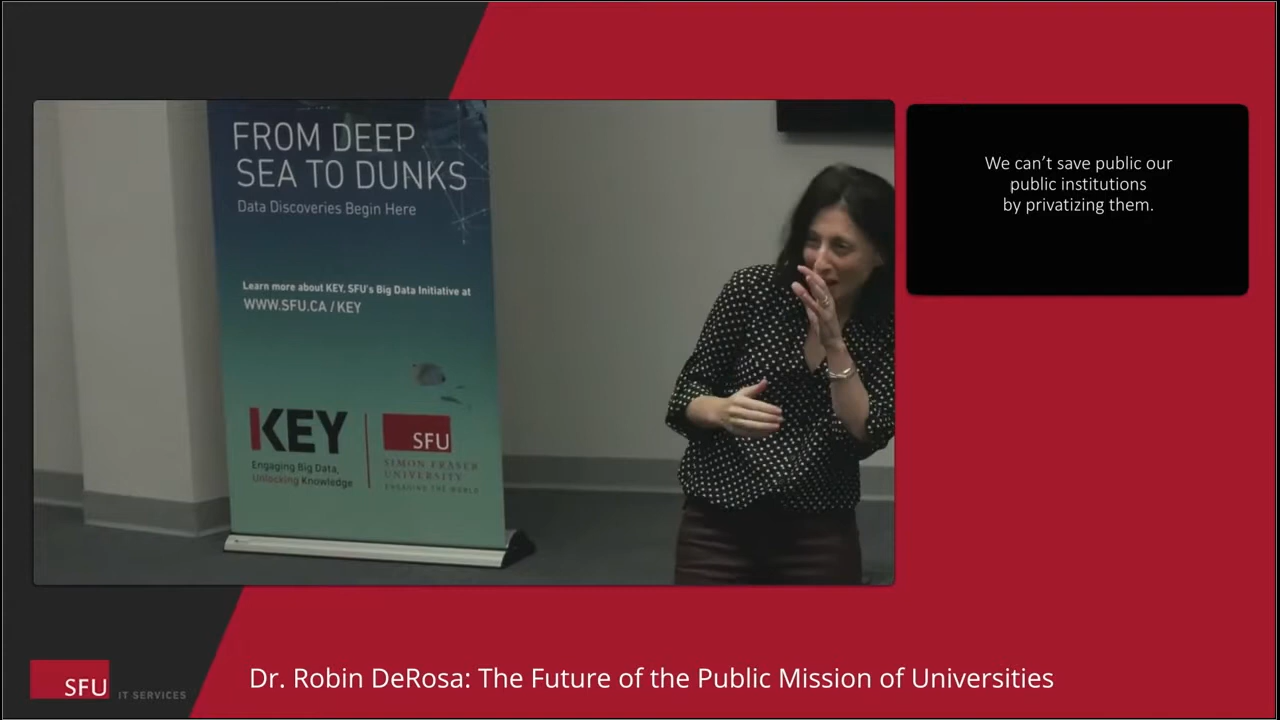 FROM DEEP
SEA TO DUNKS
Data Discoveries Begin Here
Learn more about KEY, SFU's Big Data Initiative at
WWW.SFU.CA/KEY
KEY
Engaging Big Data,
Unlocking Knowledge
SFU
SIMON FRASER
UNIVERSITY
ENGAGING THE WORLD
We can’t save public our
public institutions
by privatizing them.
SFU IT SERVICES
Dr. Robin DeRosa: The Future of the Public Mission of Universities